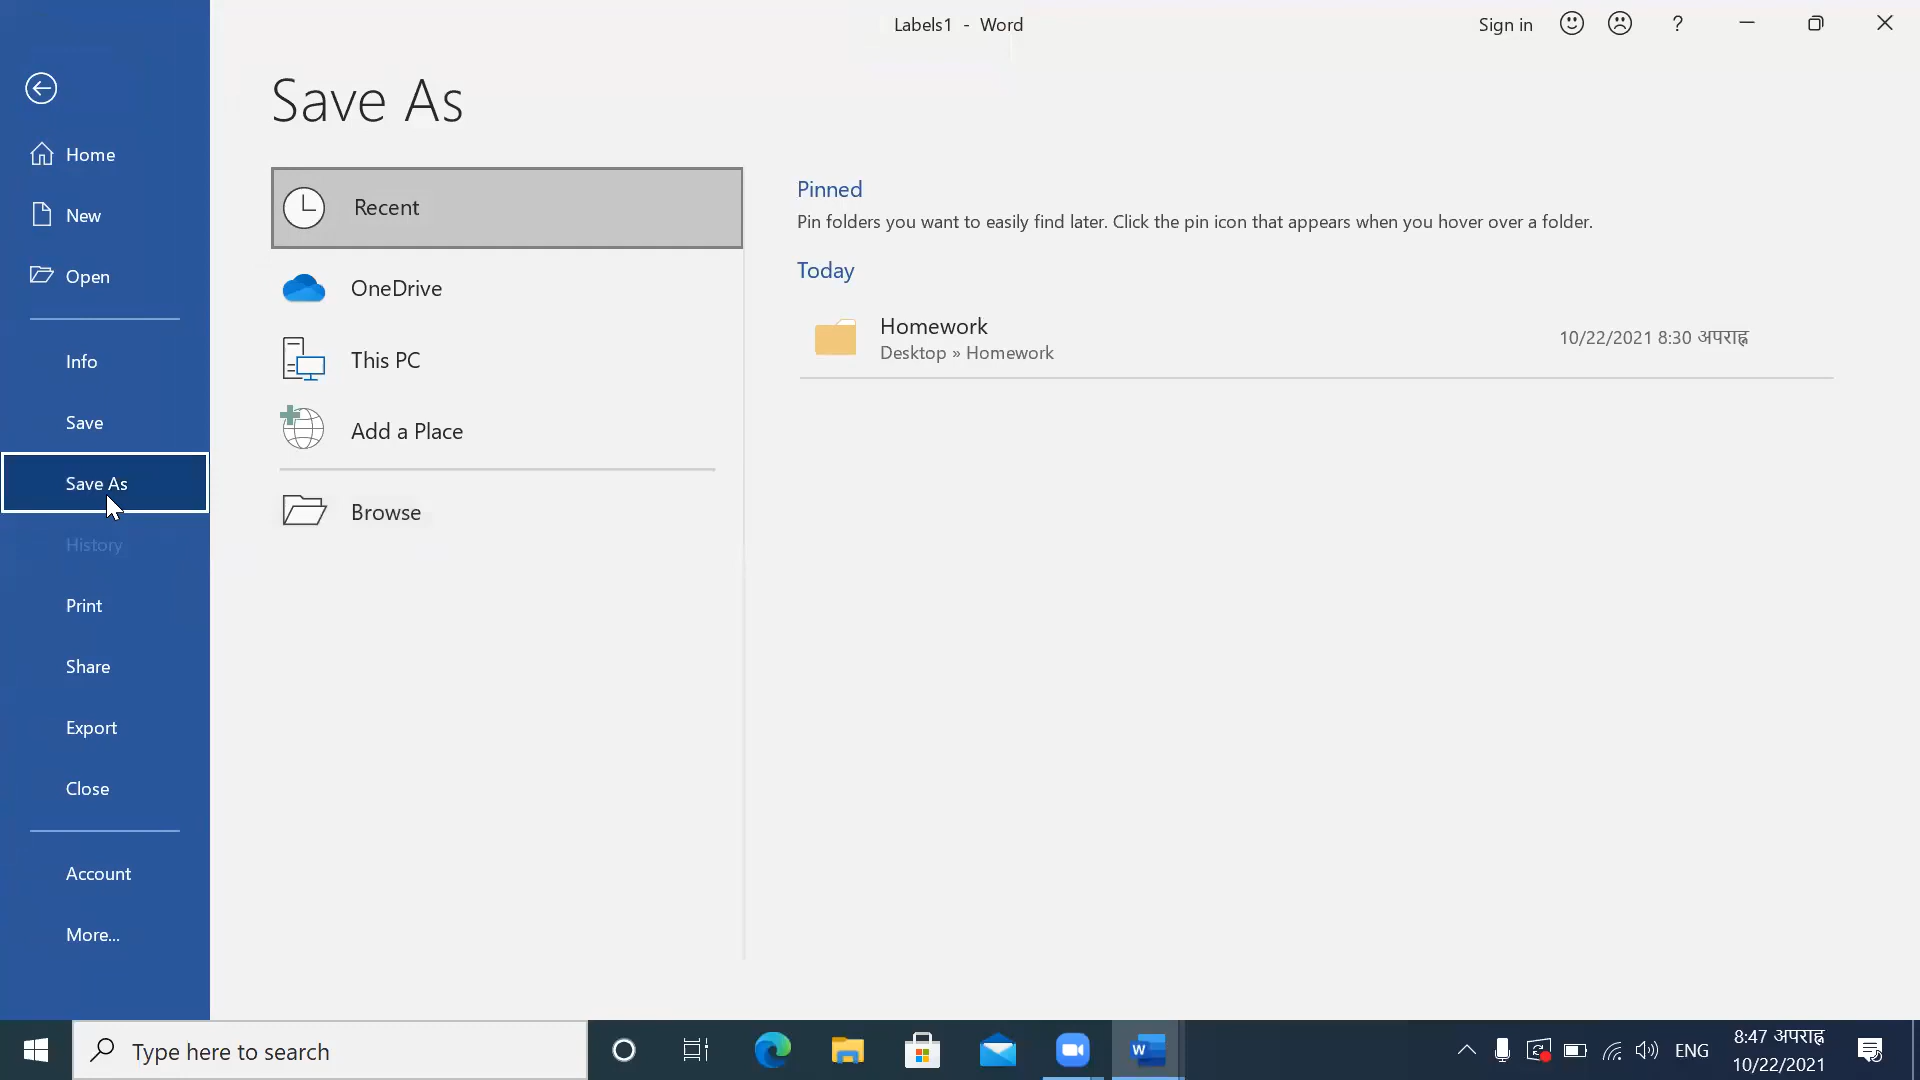 Labels1 - Word
Sign in
?
Save As
Home
New
Open
Info
Save
Save As
History
Print
Share
Export
Close
Account
More...
Recent
OneDrive
This PC
Add a Place
Browse
Pinned
Pin folders you want to easily find later. Click the pin icon that appears when you hover over a folder.
Today
Homework
Desktop » Homework
10/22/2021 8:30 अपराह्न
Type here to search
W
ENG
8:47 अपराह्न
10/22/2021